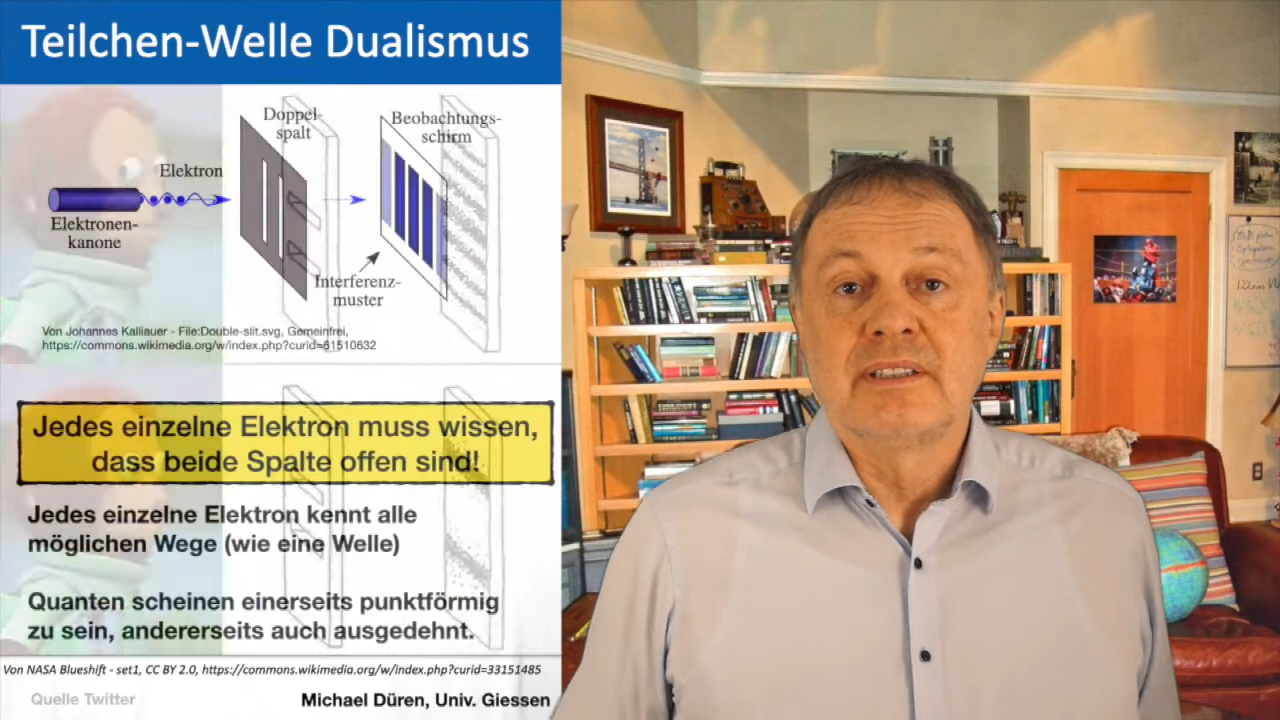 Teilchen-Welle Dualismus
Doppel-
spalt
Beobachtungs-
schirm
Elektron
Elektronen-
kanone
Interferenz-
muster
Von Johannes Kalliauer - File:Double-slit.svg, Gemeinfrei,
https://commons.wikimedia.org/w/index.php?curid=61510632
Jedes einzelne Elektron muss wissen,
dass beide Spalte offen sind!
Jedes einzelne Elektron kennt alle
möglichen Wege (wie eine Welle)
Quanten scheinen einerseits punktförmig
zu sein, andererseits auch ausgedehnt.
Von NASA Blueshift - set1, CC BY 2.0, https://commons.wikimedia.org/w/index.php?curid=33151485
Quelle Twitter
Michael Düren, Univ. Giessen